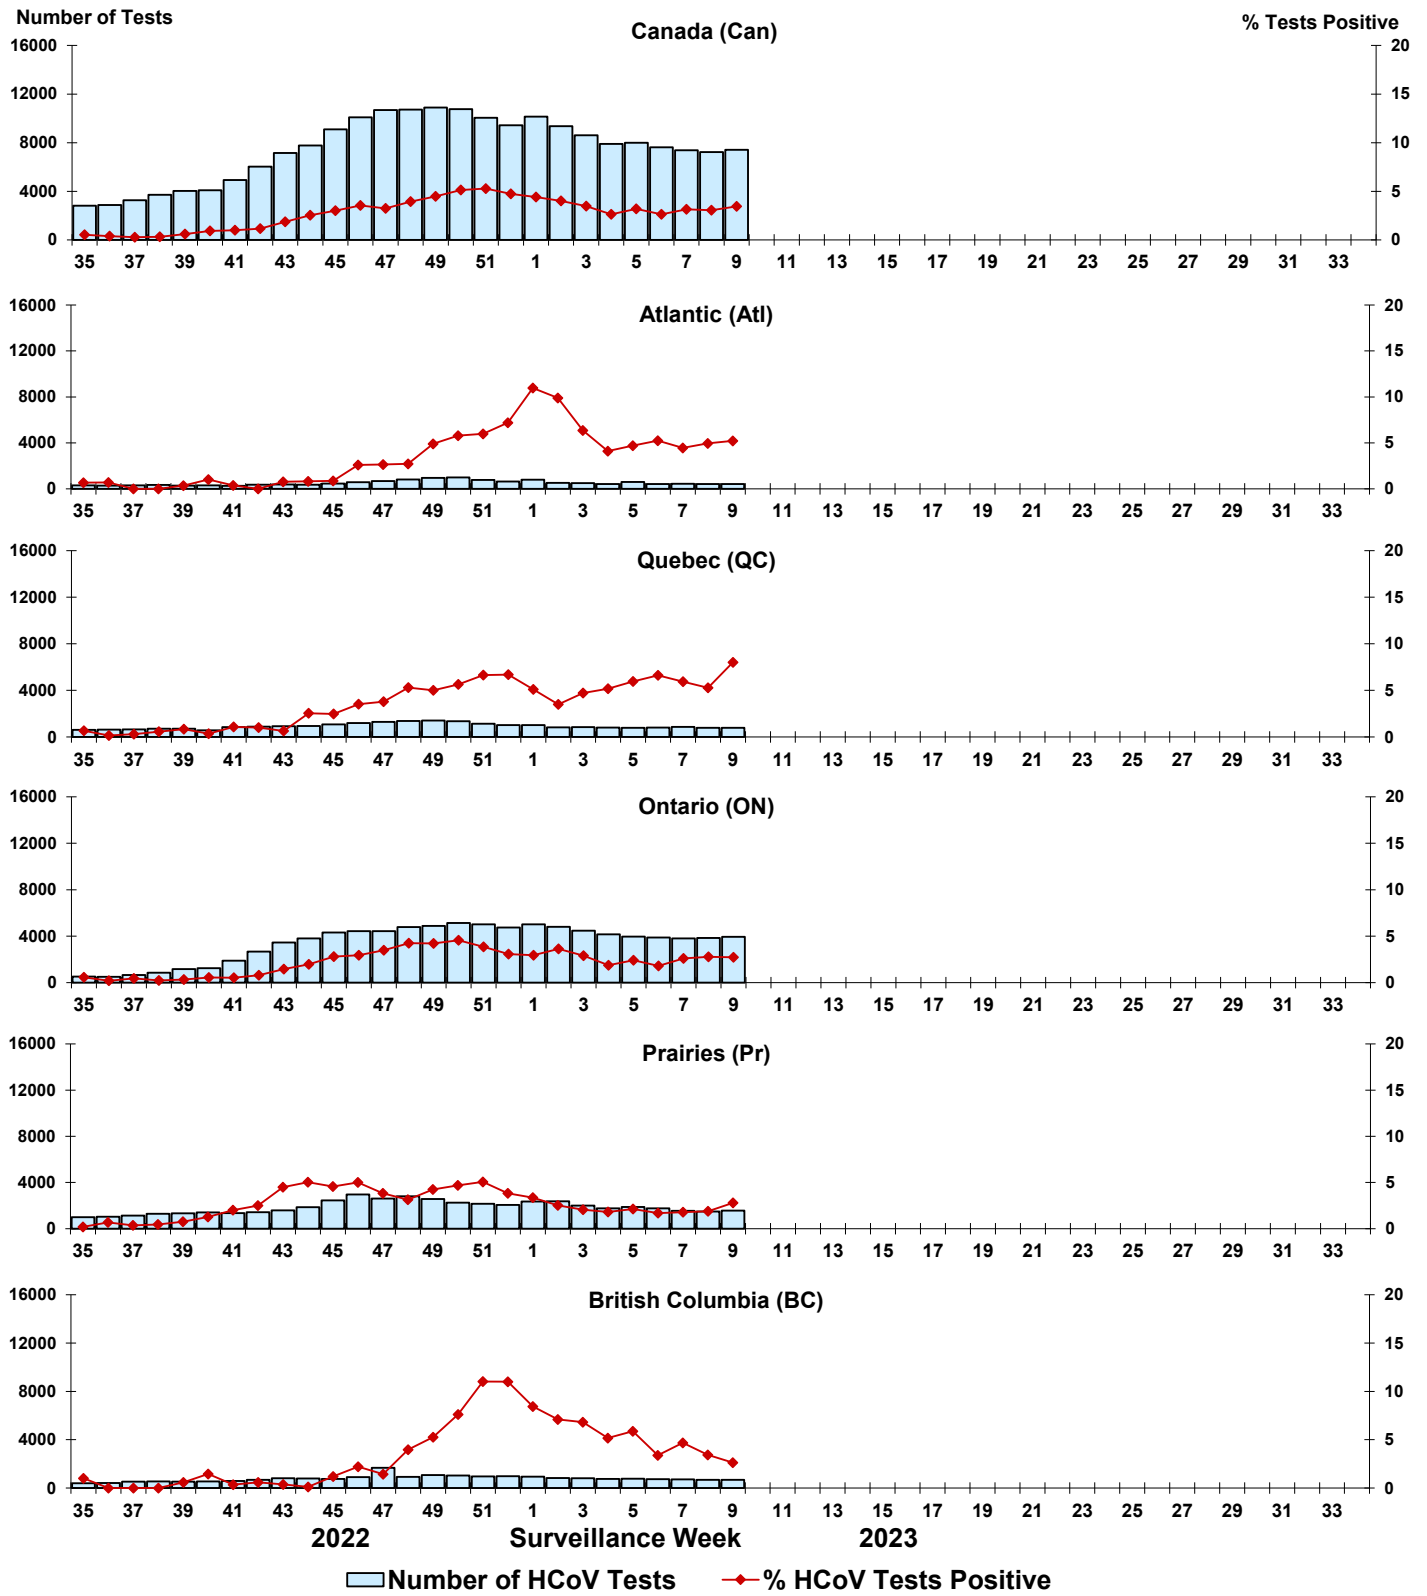 Number of Tests
Canada (Can)
% Tests Positive
16000 20
12000 15
8000 10
4000 5
0 0
35 37 39 41 43 45 47 49 51 1 3 5 7 9 11 13 15 17 19 21 23 25 27 29 31 33
Atlantic (Atl)
16000 20
12000 15
8000 10
4000 5
0 0
35 37 39 41 43 45 47 49 51 1 3 5 7 9 11 13 15 17 19 21 23 25 27 29 31 33
Quebec (QC)
16000 20
12000 15
8000 10
4000 5
0 0
35 37 39 41 43 45 47 49 51 1 3 5 7 9 11 13 15 17 19 21 23 25 27 29 31 33
Ontario (ON)
16000 20
12000 15
8000 10
4000 5
0 0
35 37 39 41 43 45 47 49 51 1 3 5 7 9 11 13 15 17 19 21 23 25 27 29 31 33
Prairies (Pr)
16000 20
12000 15
8000 10
4000 5
0 0
35 37 39 41 43 45 47 49 51 1 3 5 7 9 11 13 15 17 19 21 23 25 27 29 31 33
British Columbia (BC)
16000 20
12000 15
8000 10
4000 5
0 0
35 37 39 41 43 45 47 49 51 1 3 5 7 9 11 13 15 17 19 21 23 25 27 29 31 33
2022 Surveillance Week 2023
Number of HCoV Tests % HCoV Tests Positive